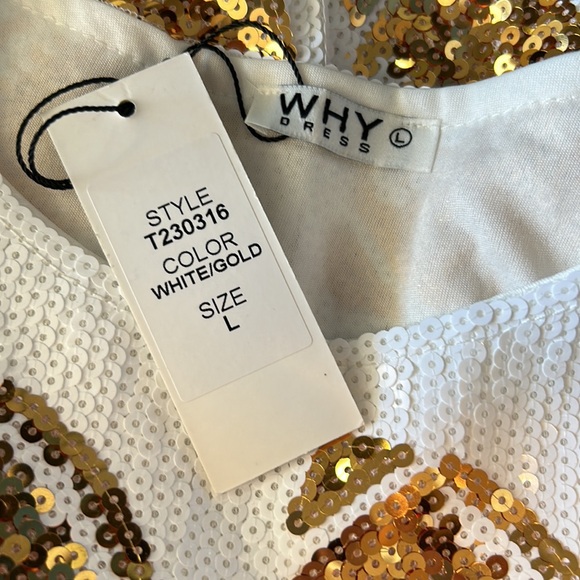 WHY
DRESS
L
STYLE
T230316
COLOR
WHITE/GOLD
SIZE
L